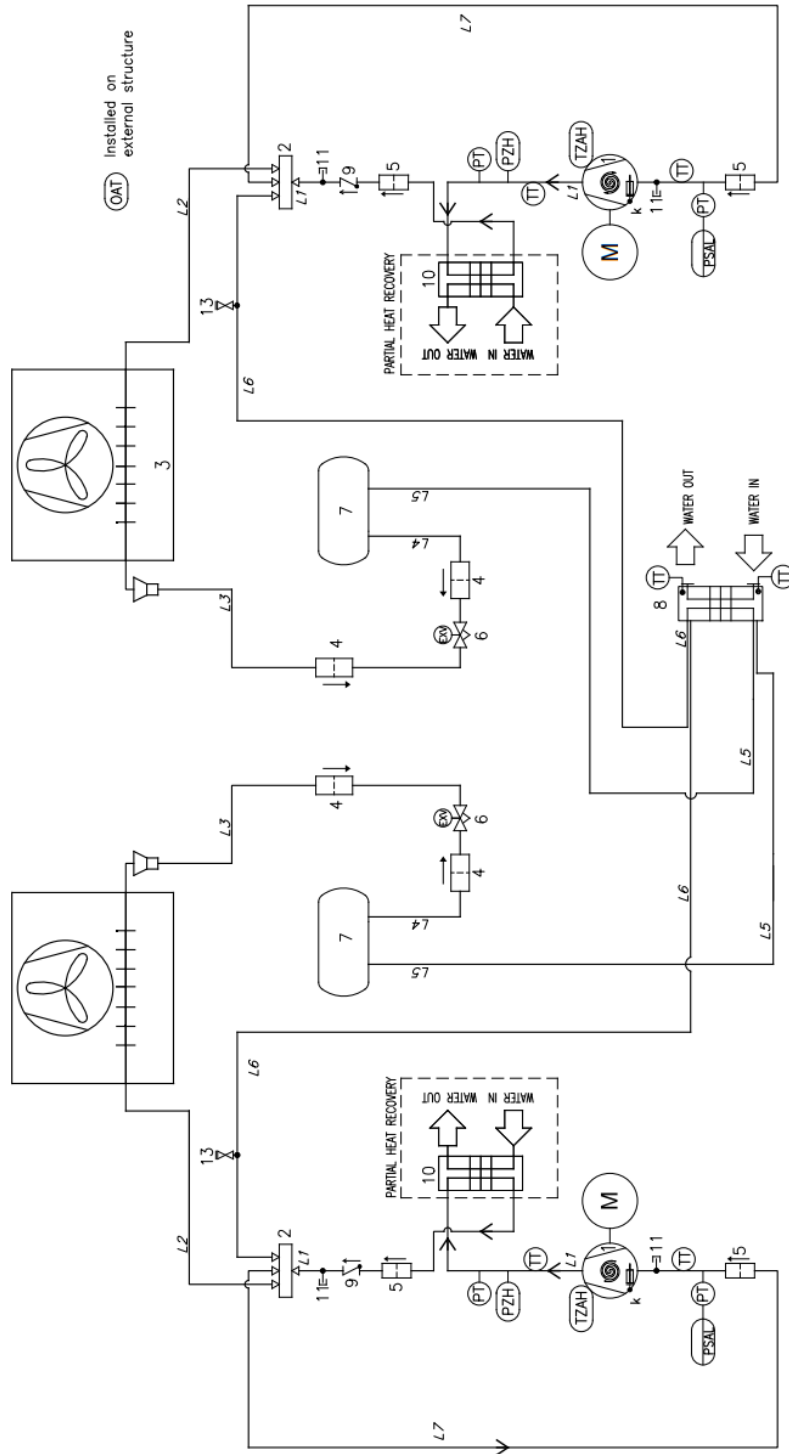 OAT
Installed on
external structure
L7
L2
2
L1
11
9
5
13
L6
3
L3
4
EXV
6
4
7
L4
L5
PARTIAL HEAT RECOVERY
10
WATER OUT
WATER IN
PT
PZH
TT
L1
TZAH
1
k
M
11
TT
PT
PSAL
5
8
TT
WATER OUT
WATER IN
TT
L6
L5
L6
L5
L3
4
EXV
6
4
7
L4
L5
L6
13
L2
2
L1
11
9
5
PARTIAL HEAT RECOVERY
10
WATER OUT
WATER IN
PT
PZH
TT
L1
TZAH
1
k
M
11
TT
PT
PSAL
5
L7